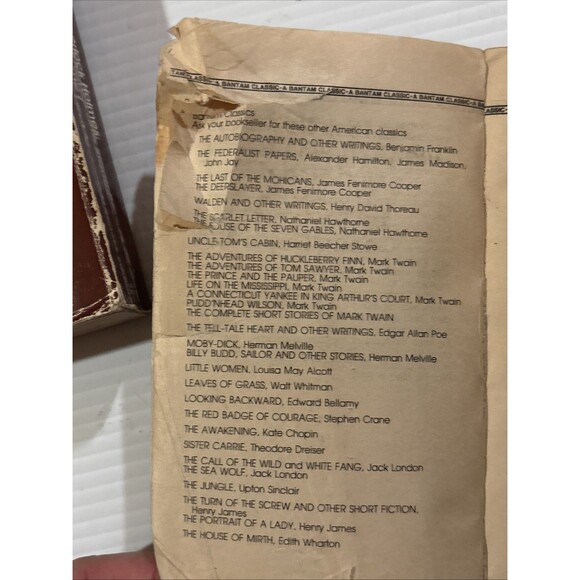 TAM CLASSIC·A BANTAM CLASSIC·A BANTAM CLASSIC·A BANTAM CLASSIC·A BANTAM CLASSIC·A
Bantam Classics
Ask your bookseller for these other American classics
THE AUTOBIOGRAPHY AND OTHER WRITINGS, Benjamin Franklin
THE FEDERALIST PAPERS, Alexander Hamilton, James Madison,
John Jay
THE LAST OF THE MOHICANS, James Fenimore Cooper
THE DEERSLAYER, James Fenimore Cooper
WALDEN AND OTHER WRITINGS, Henry David Thoreau
THE SCARLET LETTER, Nathaniel Hawthorne
THE HOUSE OF THE SEVEN GABLES, Nathaniel Hawthorne
UNCLE TOM'S CABIN, Harriet Beecher Stowe
THE ADVENTURES OF HUCKLEBERRY FINN, Mark Twain
THE ADVENTURES OF TOM SAWYER, Mark Twain
THE PRINCE AND THE PAUPER, Mark Twain
LIFE ON THE MISSISSIPPI, Mark Twain
A CONNECTICUT YANKEE IN KING ARTHUR'S COURT, Mark Twain
PUDD'NHEAD WILSON, Mark Twain
THE COMPLETE SHORT STORIES OF MARK TWAIN
THE TELL-TALE HEART AND OTHER WRITINGS, Edgar Allan Poe
MOBY-DICK, Herman Melville
BILLY BUDD, SAILOR AND OTHER STORIES, Herman Melville
LITTLE WOMEN, Louisa May Alcott
LEAVES OF GRASS, Walt Whitman
LOOKING BACKWARD, Edward Bellamy
THE RED BADGE OF COURAGE, Stephen Crane
THE AWAKENING, Kate Chopin
SISTER CARRIE, Theodore Dreiser
THE CALL OF THE WILD and WHITE FANG, Jack London
THE SEA WOLF, Jack London
THE JUNGLE, Upton Sinclair
THE TURN OF THE SCREW AND OTHER SHORT FICTION,
Henry James
THE PORTRAIT OF A LADY, Henry James
THE HOUSE OF MIRTH, Edith Wharton